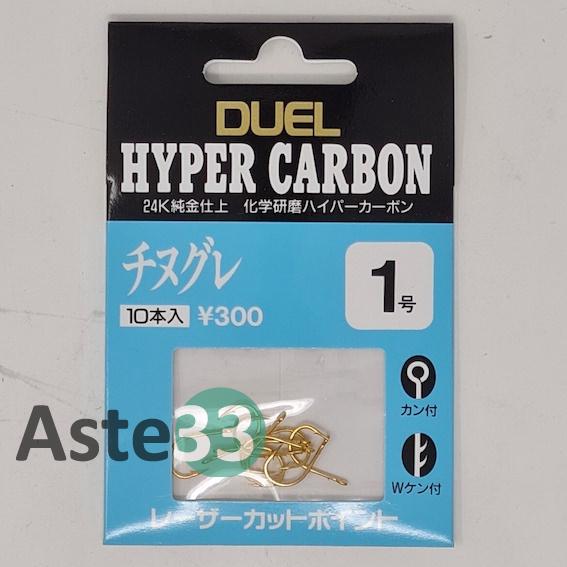 DUEL
HYPER CARBON
24K純金仕上 化学研磨ハイパーカーボン
チヌグレ
10本入 ¥300
1号
カン付
Aste33
Wケン付
レーザーカットポイント